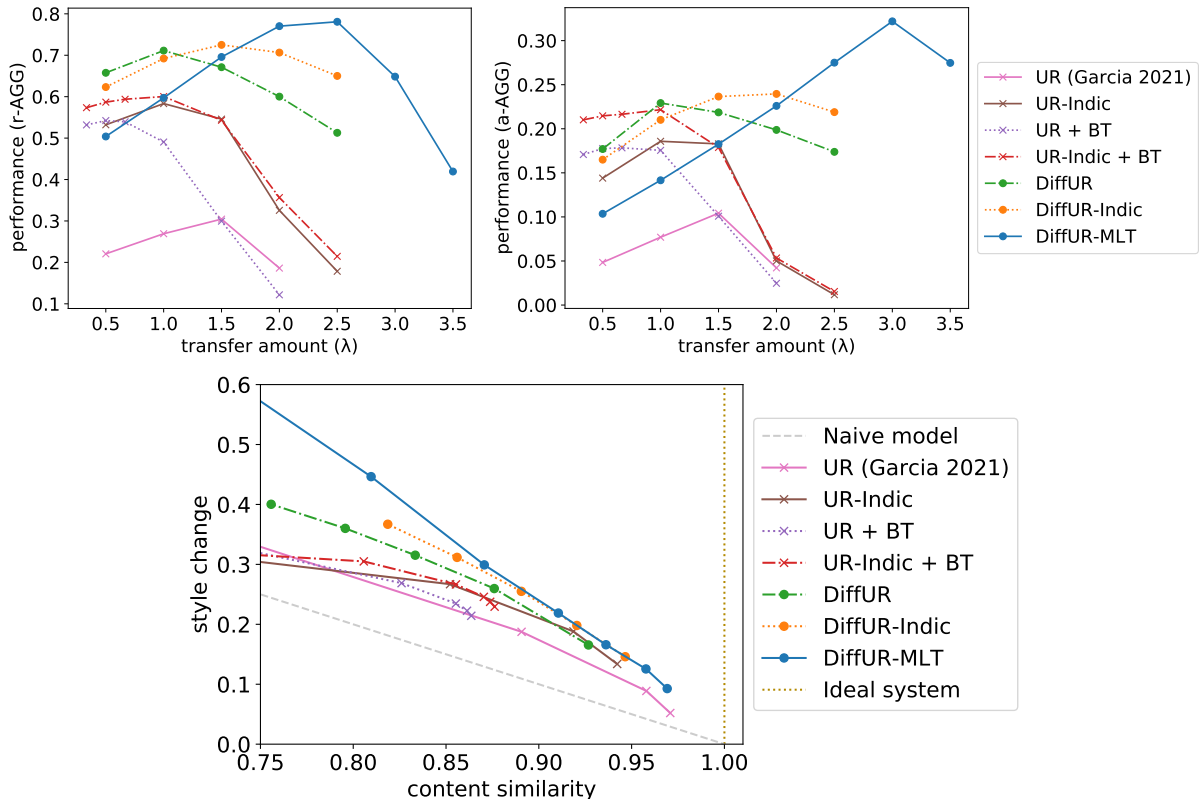 performance (r-AGG)
0.8
0.7
0.6
0.5
0.4
0.3
0.2
0.1
0.5 1.0 1.5 2.0 2.5 3.0 3.5
transfer amount (λ)
performance (a-AGG)
0.30
0.25
0.20
0.15
0.10
0.05
0.00
0.5 1.0 1.5 2.0 2.5 3.0 3.5
transfer amount (λ)
UR (Garcia 2021)
UR-Indic
UR + BT
UR-Indic + BT
DiffUR
DiffUR-Indic
DiffUR-MLT
style change
0.6
0.5
0.4
0.3
0.2
0.1
0.0
0.75 0.80 0.85 0.90 0.95 1.00
content similarity
Naive model
UR (Garcia 2021)
UR-Indic
UR + BT
UR-Indic + BT
DiffUR
DiffUR-Indic
DiffUR-MLT
Ideal system